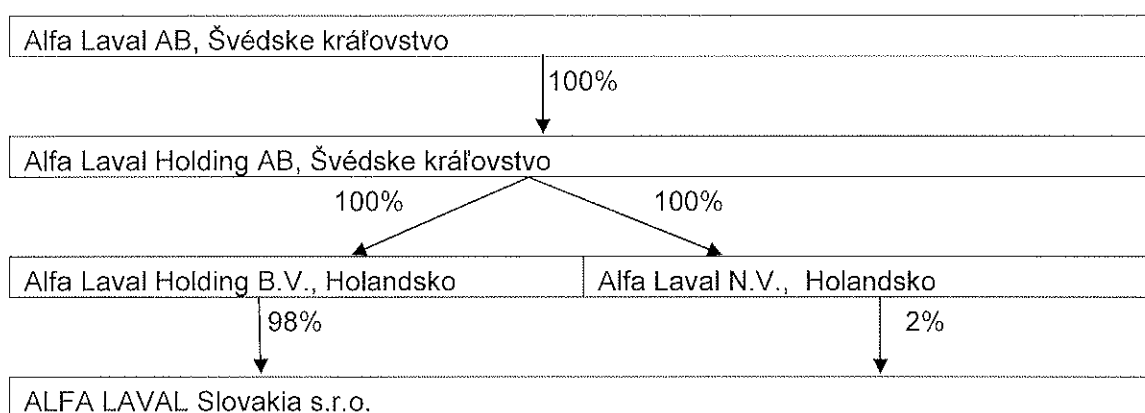 Alfa Laval AB, Švédske kráľovstvo
100%
Alfa Laval Holding AB, Švédske kráľovstvo
100% 100%
Alfa Laval Holding B.V., Holandsko Alfa Laval N.V., Holandsko
98% 2%
ALFA LAVAL Slovakia s.r.o.